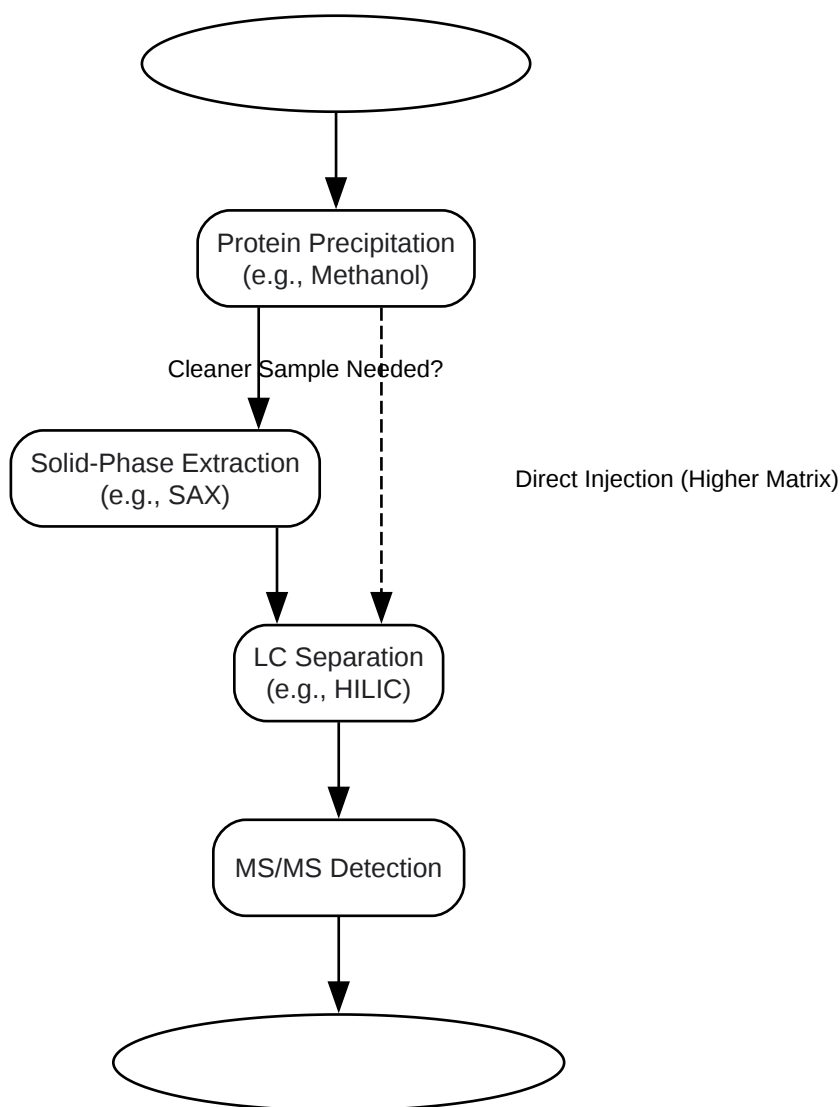 Protein Precipitation
(e.g., Methanol)
Cleaner Sample Needed?
Solid-Phase Extraction
(e.g., SAX)
Direct Injection (Higher Matrix)
LC Separation
(e.g., HILIC)
MS/MS Detection